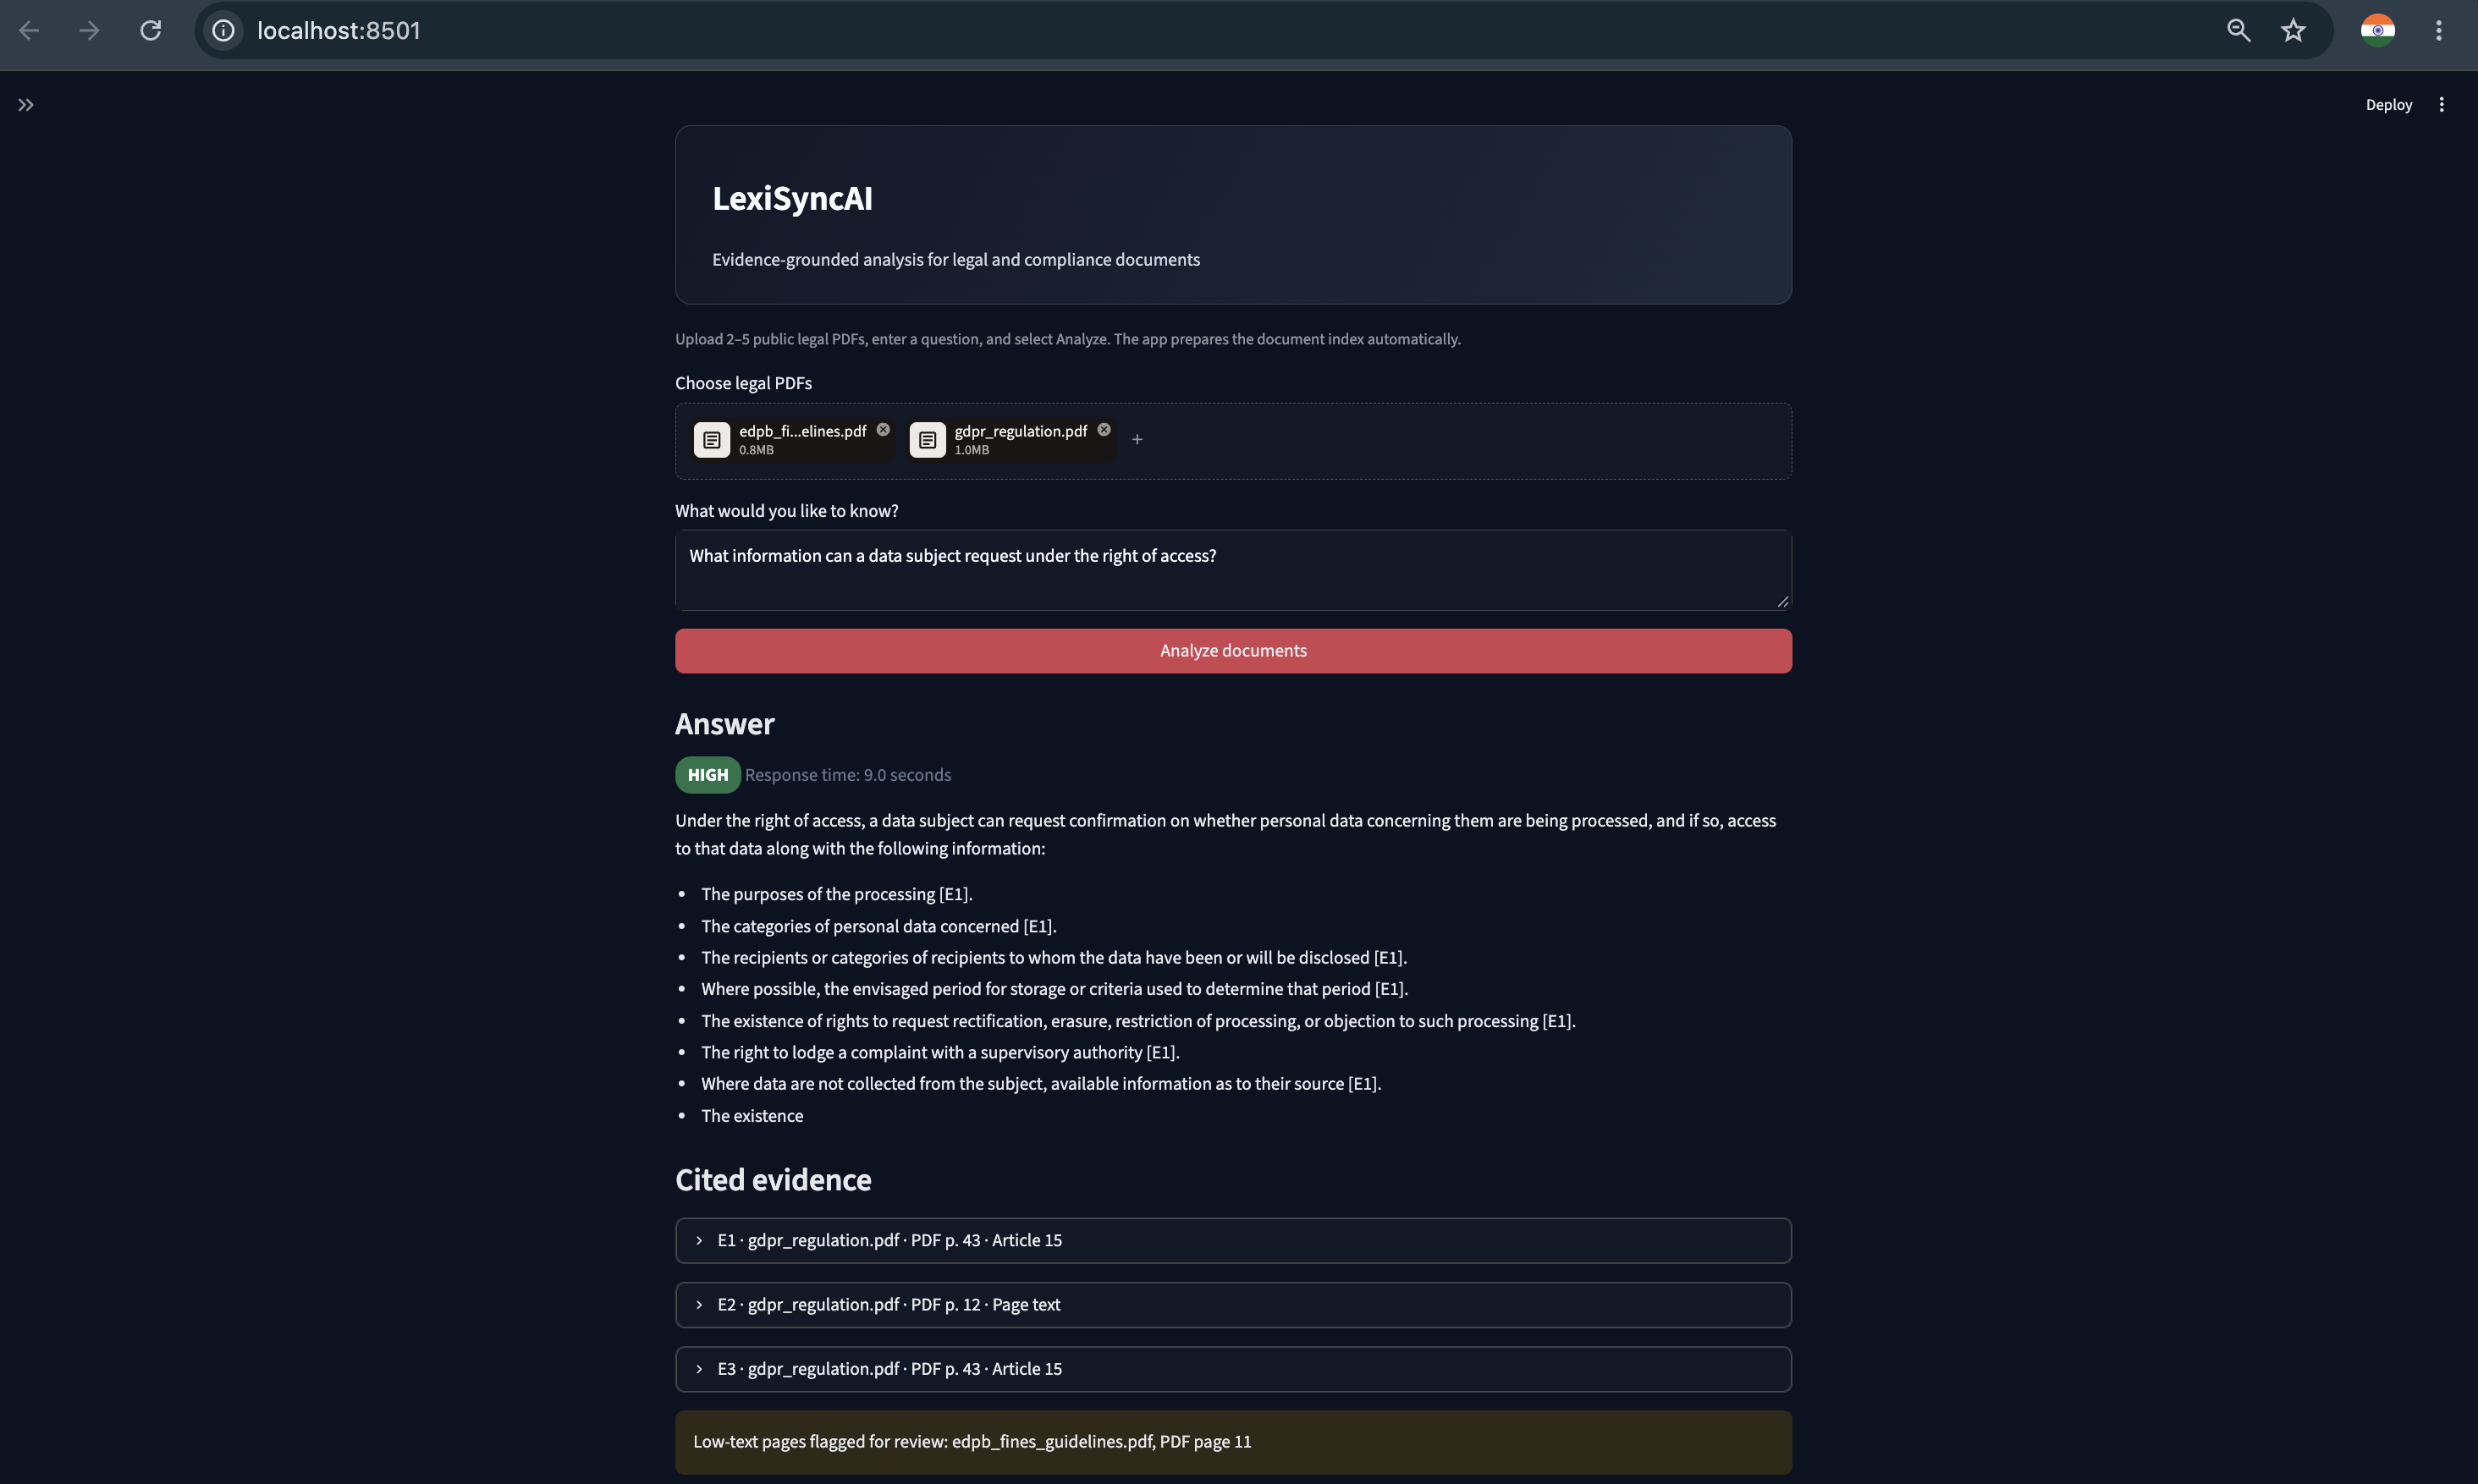 localhost:8501
Deploy
LexiSyncAI
Evidence-grounded analysis for legal and compliance documents
Upload 2–5 public legal PDFs, enter a question, and select Analyze. The app prepares the document index automatically.
Choose legal PDFs
edpb_fi...elines.pdf
0.8MB
gdpr_regulation.pdf
1.0MB
What would you like to know?
What information can a data subject request under the right of access?
Analyze documents
Answer
HIGH Response time: 9.0 seconds
Under the right of access, a data subject can request confirmation on whether personal data concerning them are being processed, and if so, access
to that data along with the following information:
• The purposes of the processing [E1].
• The categories of personal data concerned [E1].
• The recipients or categories of recipients to whom the data have been or will be disclosed [E1].
• Where possible, the envisaged period for storage or criteria used to determine that period [E1].
• The existence of rights to request rectification, erasure, restriction of processing, or objection to such processing [E1].
• The right to lodge a complaint with a supervisory authority [E1].
• Where data are not collected from the subject, available information as to their source [E1].
• The existence
Cited evidence
E1 · gdpr_regulation.pdf · PDF p. 43 · Article 15
E2 · gdpr_regulation.pdf · PDF p. 12 · Page text
E3 · gdpr_regulation.pdf · PDF p. 43 · Article 15
Low-text pages flagged for review: edpb_fines_guidelines.pdf, PDF page 11